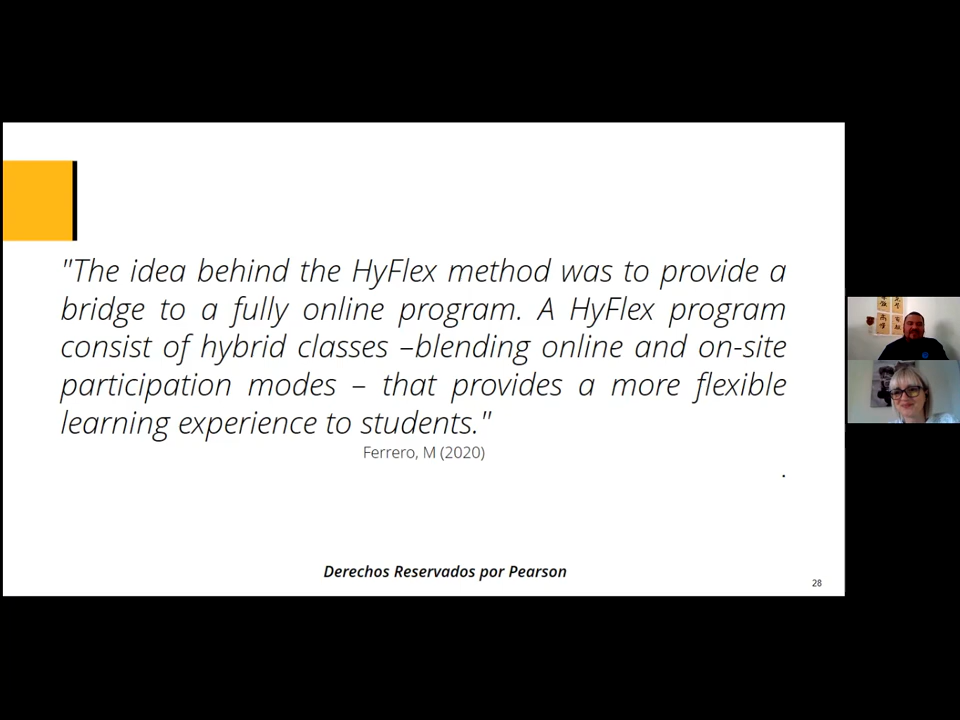 "The idea behind the HyFlex method was to provide a
bridge to a fully online program. A HyFlex program
consist of hybrid classes –blending online and on-site
participation modes – that provides a more flexible
learning experience to students."
Ferrero, M (2020)
.
Derechos Reservados por Pearson
28